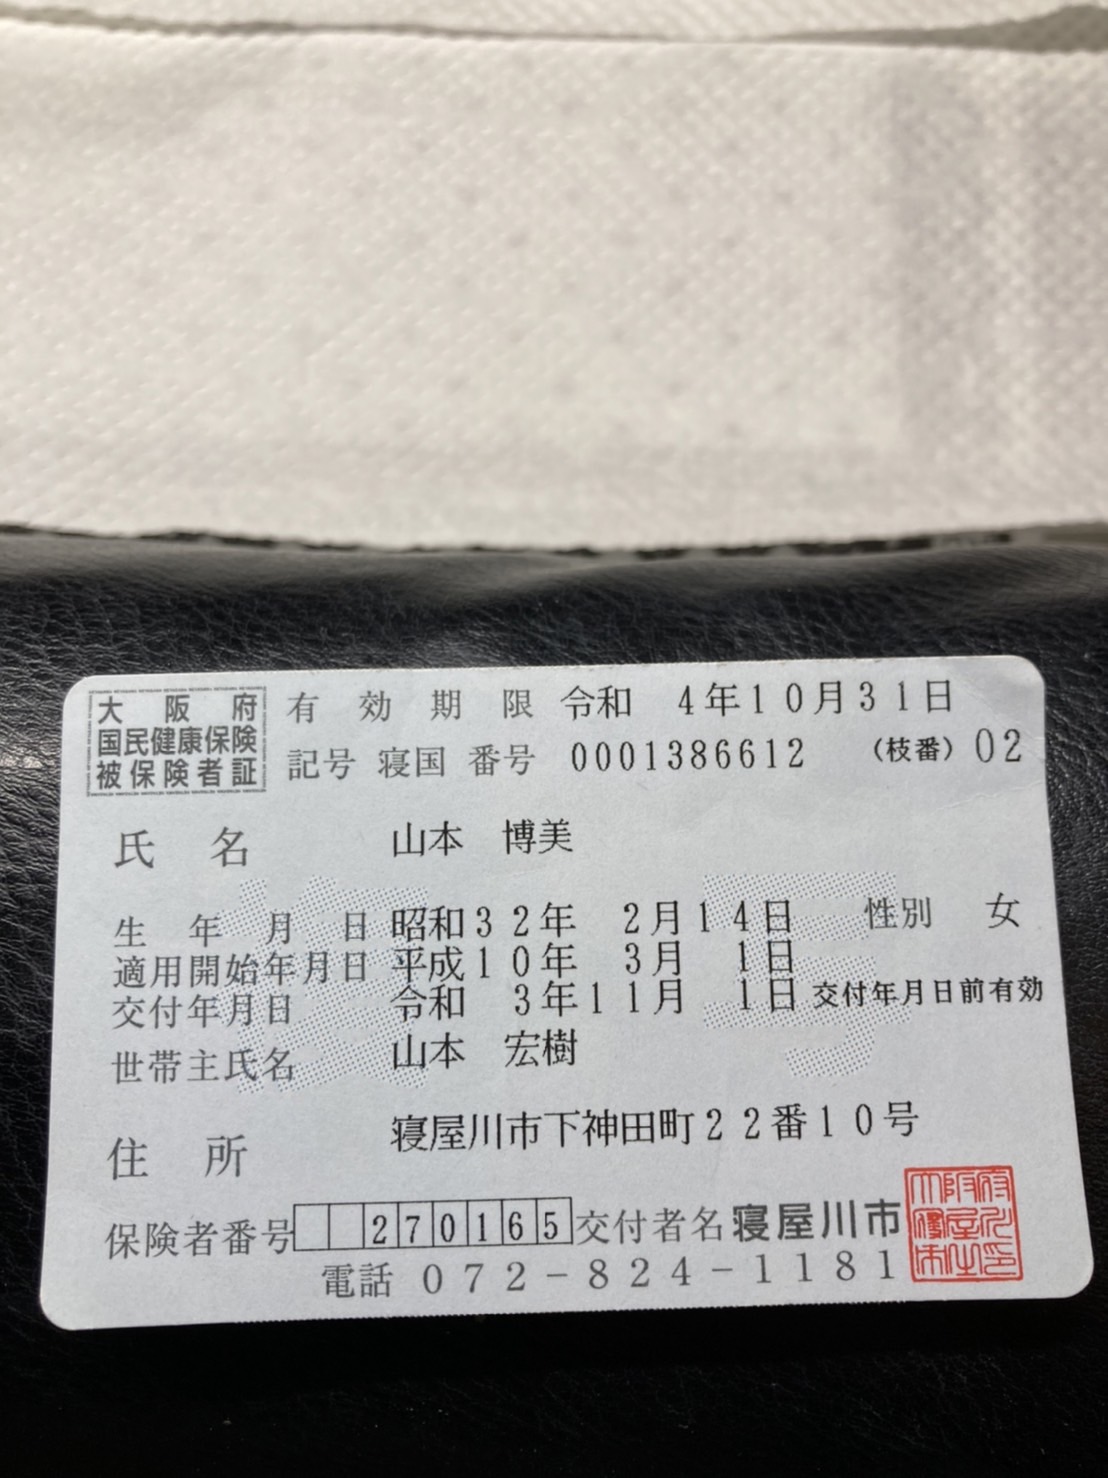 大阪府
国民健康保険
被保険者証
有効期限 令和 4年10月31日
記号 寝国 番号 0001386612 (枝番) 02
氏名 山本 博美
生年月日 昭和32年 2月14日 性別 女
適用開始年月日 平成10年 3月 1日
交付年月日 令和 3年11月 1日 交付年月日前有効
世帯主氏名 山本 宏樹
住所 寝屋川市下神田町22番10号
保険者番号 270165 交付者名 寝屋川市
電話 072-824-1181